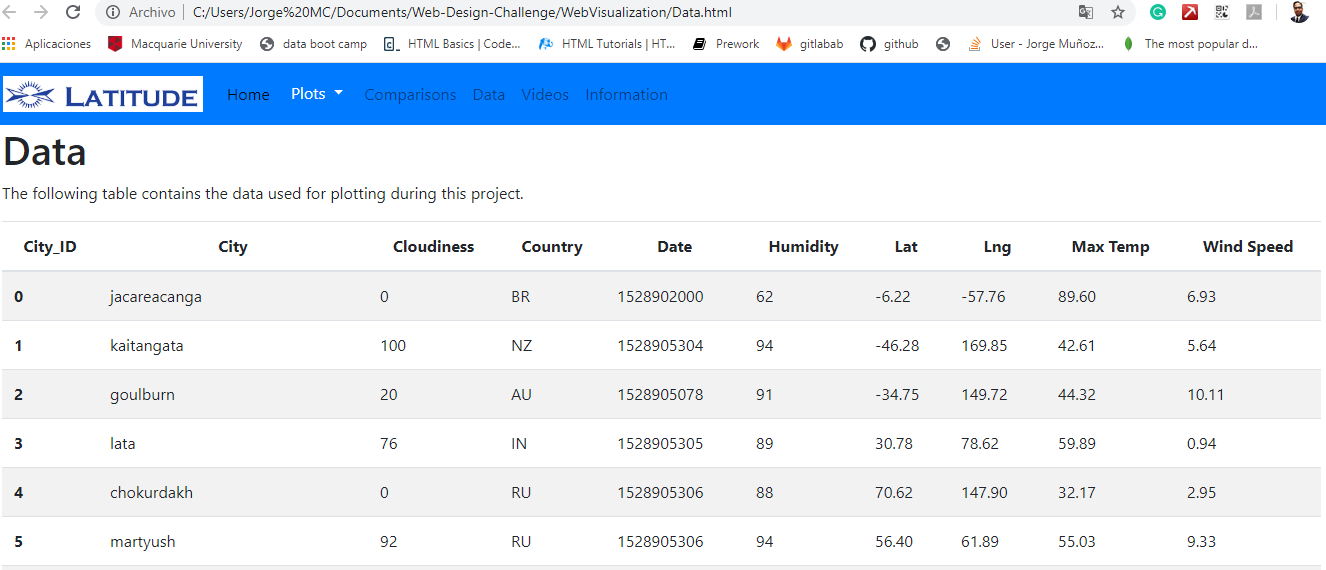 Archivo C:/Users/Jorge%20MC/Documents/Web-Design-Challenge/WebVisualization/Data.html
Aplicaciones Macquarie University data boot camp HTML Basics | Code... HTML Tutorials | HT... Prework gitlabab github User - Jorge Muñoz... The most popular d...
LATITUDE Home Plots Comparisons Data Videos Information
Data
The following table contains the data used for plotting during this project.
City_ID City Cloudiness Country Date Humidity Lat Lng Max Temp Wind Speed
0 jacareacanga 0 BR 1528902000 62 -6.22 -57.76 89.60 6.93
1 kaitangata 100 NZ 1528905304 94 -46.28 169.85 42.61 5.64
2 goulburn 20 AU 1528905078 91 -34.75 149.72 44.32 10.11
3 lata 76 IN 1528905305 89 30.78 78.62 59.89 0.94
4 chokurdakh 0 RU 1528905306 88 70.62 147.90 32.17 2.95
5 martyush 92 RU 1528905306 94 56.40 61.89 55.03 9.33